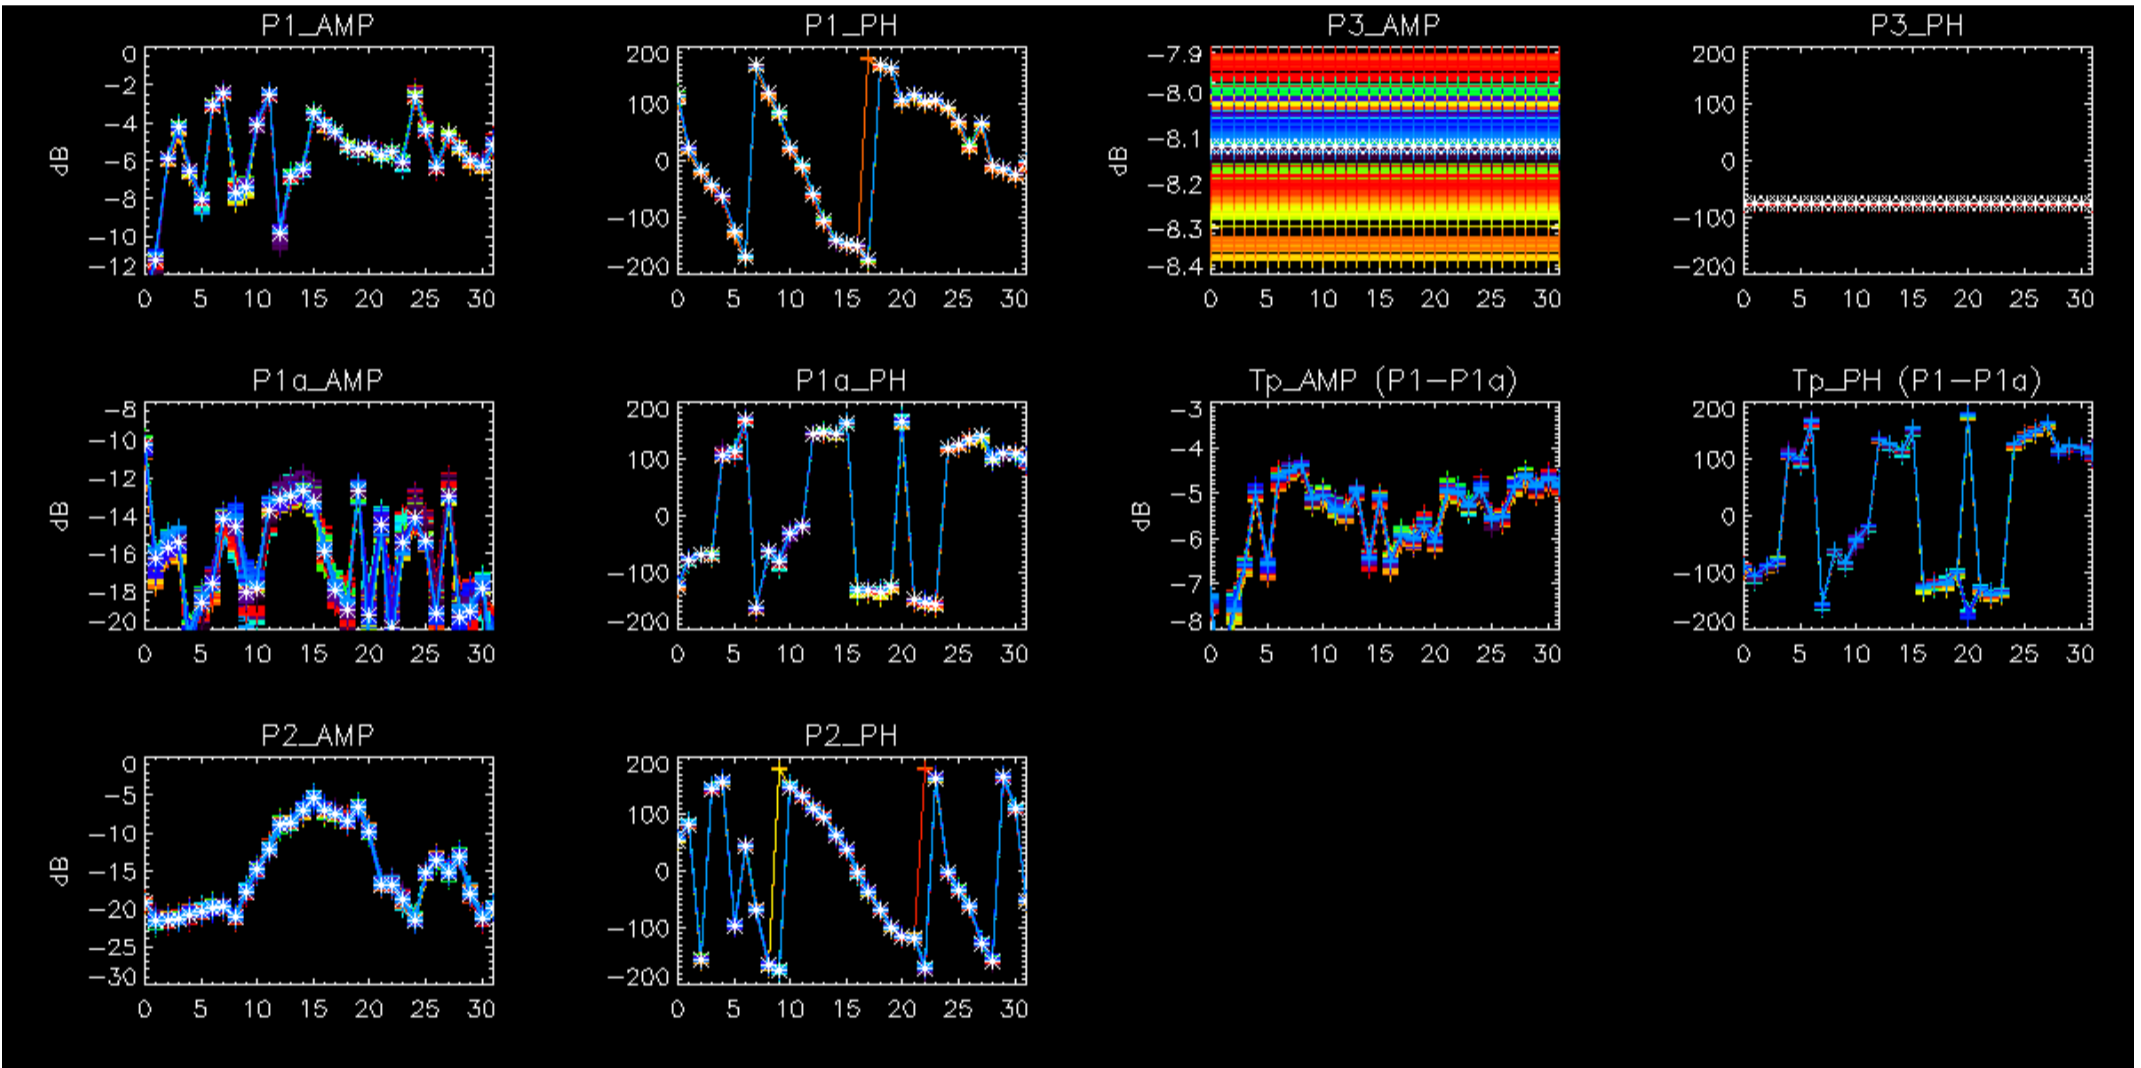 P1_AMP
0
−2
−4
−6
−8
−10
−12
dB
0 5 10 15 20 25 30
P1_PH
200
100
0
−100
−200
0 5 10 15 20 25 30
P3_AMP
−7.9
−8.0
−8.1
−8.2
−8.3
−8.4
dB
0 5 10 15 20 25 30
P3_PH
200
100
0
−100
−200
0 5 10 15 20 25 30
P1a_AMP
−8
−10
−12
−14
−16
−18
−20
dB
0 5 10 15 20 25 30
P1a_PH
200
100
0
−100
−200
0 5 10 15 20 25 30
Tp_AMP (P1−P1a)
−3
−4
−5
−6
−7
−8
dB
0 5 10 15 20 25 30
Tp_PH (P1−P1a)
200
100
0
−100
−200
0 5 10 15 20 25 30
P2_AMP
0
−5
−10
−15
−20
−25
−30
dB
0 5 10 15 20 25 30
P2_PH
200
100
0
−100
−200
0 5 10 15 20 25 30